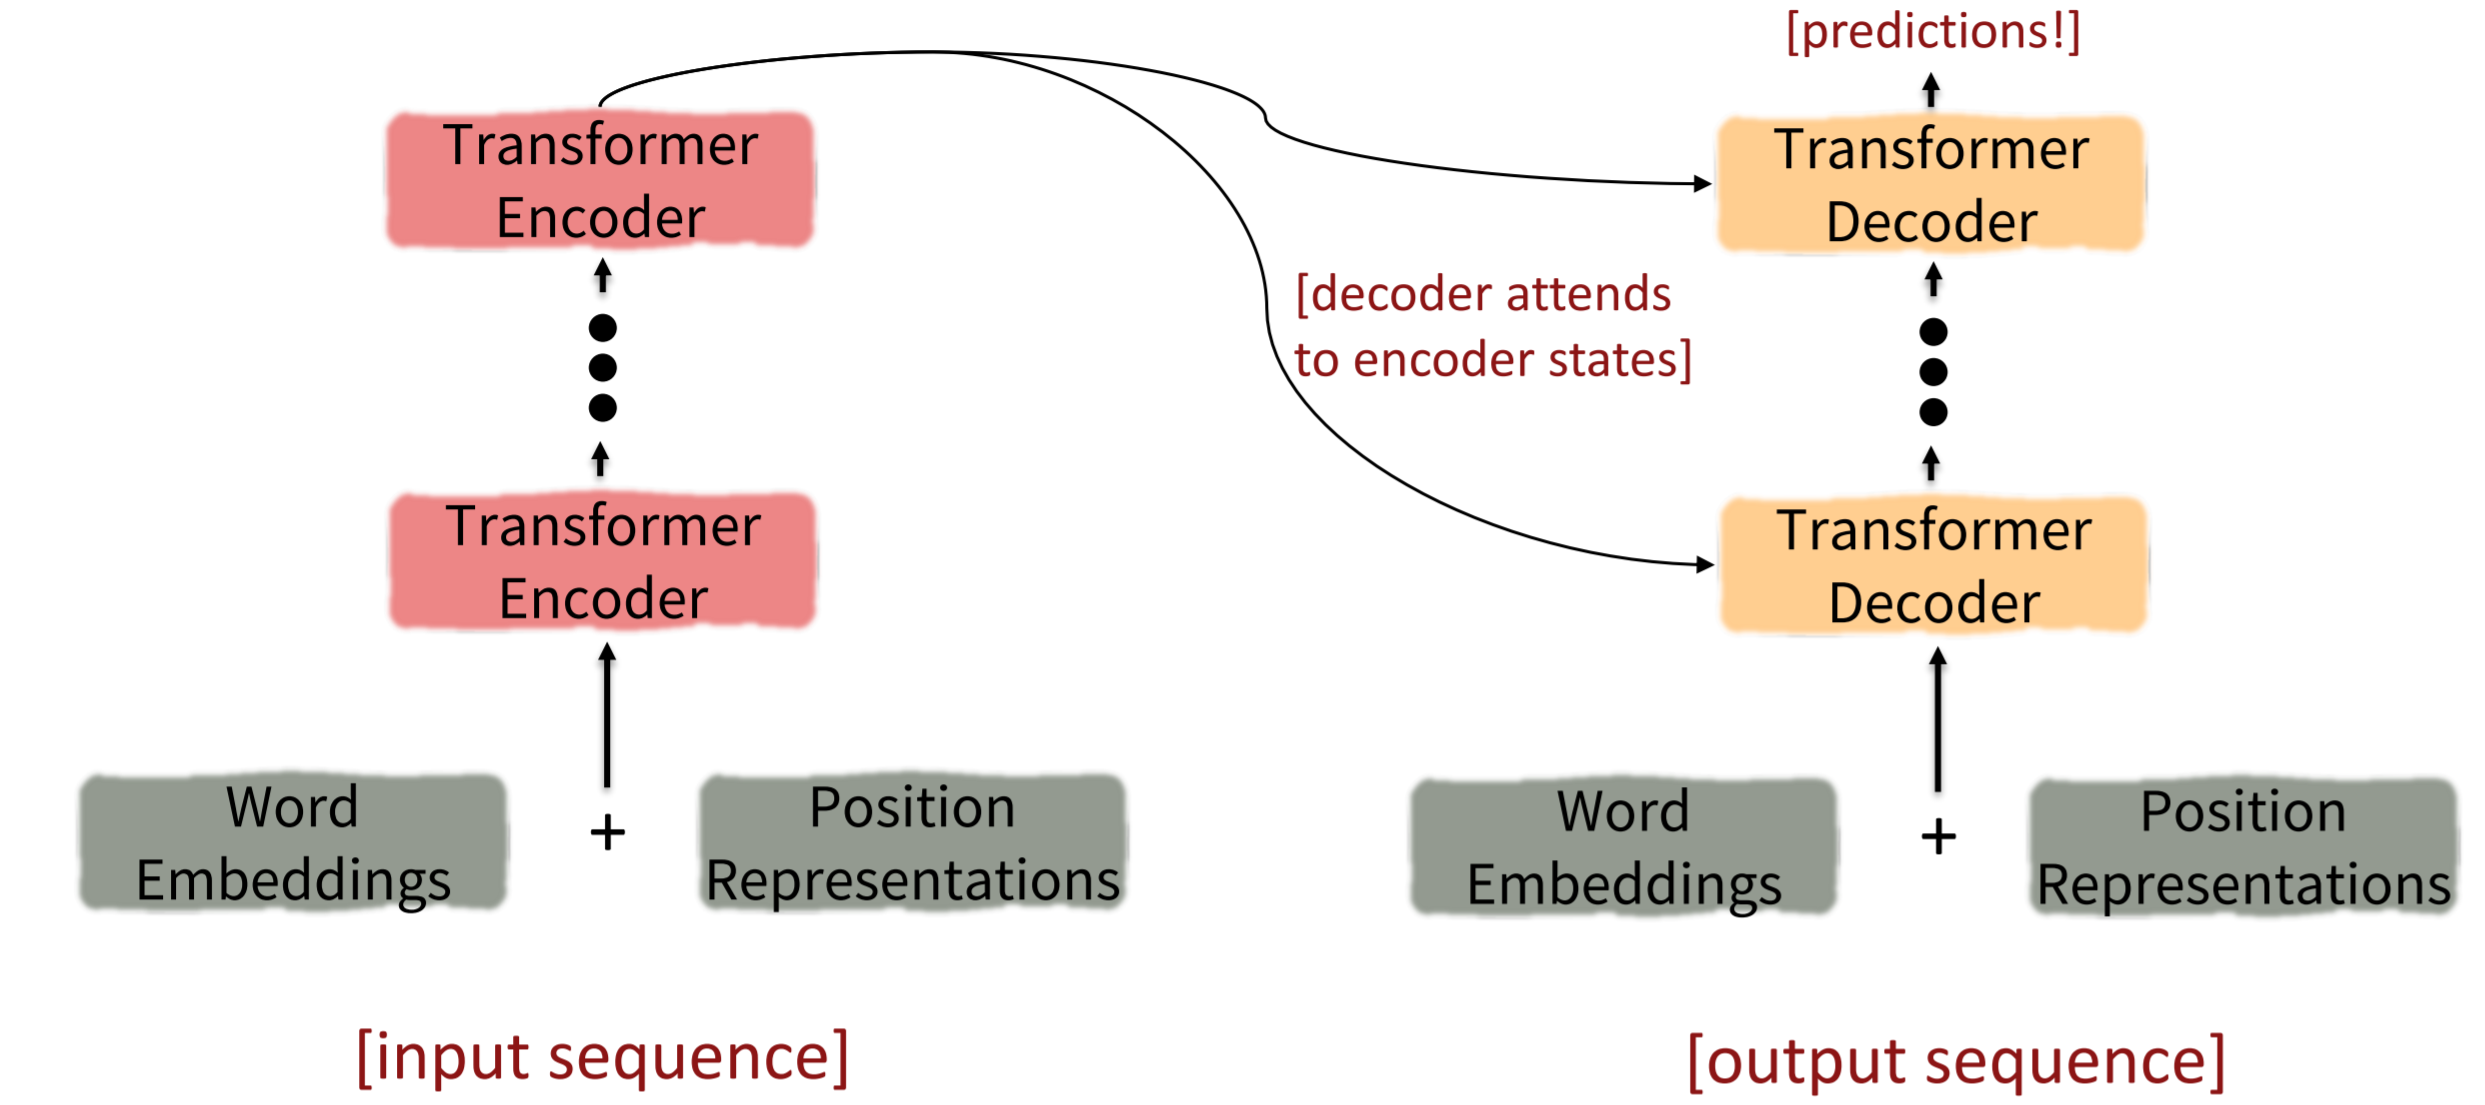 [predictions!]
Transformer
Encoder
Transformer
Decoder
[decoder attends
to encoder states]
Transformer
Encoder
Transformer
Decoder
Word
Embeddings
+
Position
Representations
Word
Embeddings
+
Position
Representations
[input sequence]
[output sequence]